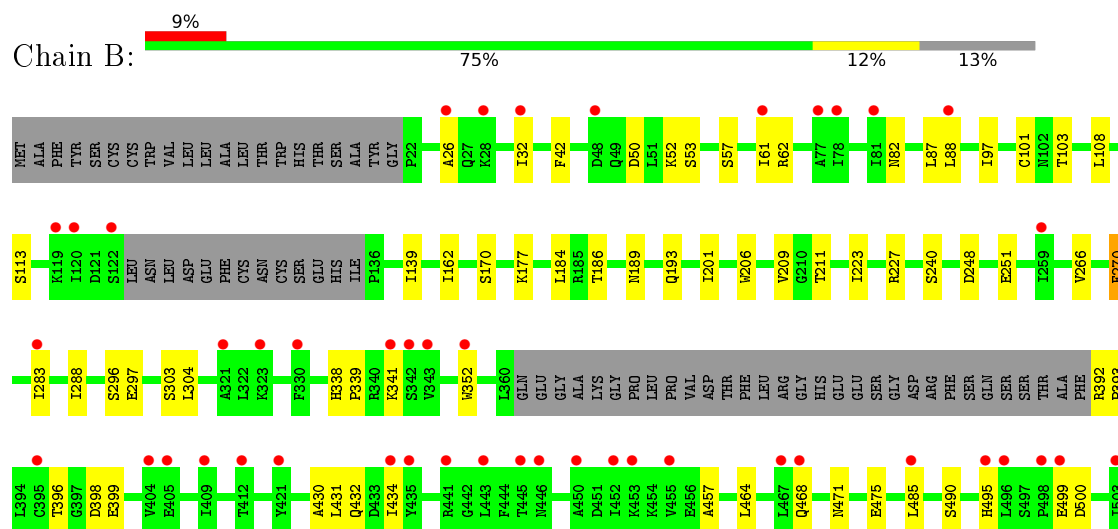 9%
Chain B:
75% 12% 13%
MET ALA PHE TYR SER CYS CYS TRP VAL LEU LEU ALA LEU THR TRP HIS THR SER ALA TYR GLY P22 A26 Q27 K28 I32 F42 D48 Q49 D50 L51 K52 S53 S57 I61 R62 A77 I78 I81 N82 L87 L88 I97 C101 N102 T103 L108
S113 K119 I120 D121 S122 LEU ASN LEU ASP GLU PHE CYS ASN CYS SER GLU HIS ILE P136 I139 I162 S170 K177 L184 R185 T186 N189 Q193 I201 W206 V209 G210 T211 I223 R227 S240 D248 E251 I259 V266
I283 I288 S296 E297 S303 L304 A321 L322 K323 F330 H338 P339 R340 K341 S342 V343 W352 L360 GLN GLU GLY ALA LYS GLY PRO LEU PRO VAL ASP THR PHE LEU ARG GLY HIS GLU GLU SER GLY ASP ARG PHE SER GLN SER SER THR ALA PHE R392
L394 C395 T396 G397 D398 E399 V404 E405 I409 T412 Y421 A430 L431 Q432 D433 I434 Y435 R441 G442 L443 F444 T445 N446 A450 D451 I452 K453 K454 V455 E456 A457 L464 L467 Q468 N471 E475 L485 S490 H495 L496 S497 P498 E499 D500